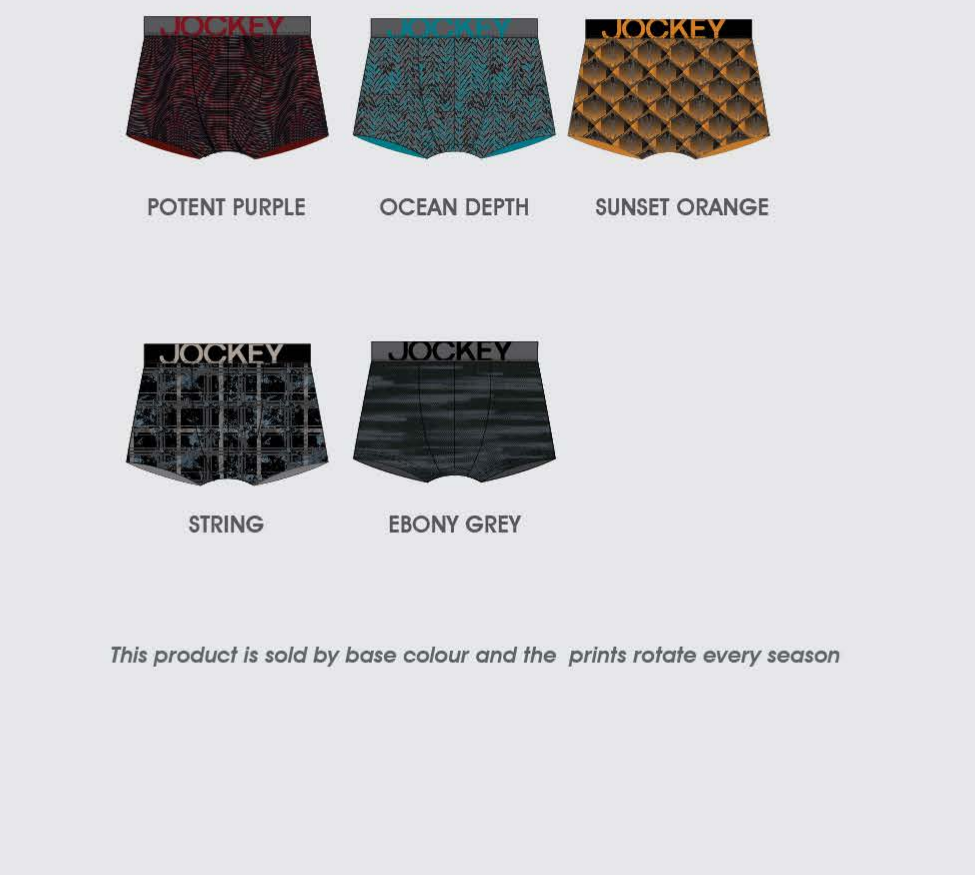 JOCKEY JOCKEY JOCKEY
POTENT PURPLE OCEAN DEPTH SUNSET ORANGE
JOCKEY JOCKEY
STRING EBONY GREY
This product is sold by base colour and the prints rotate every season